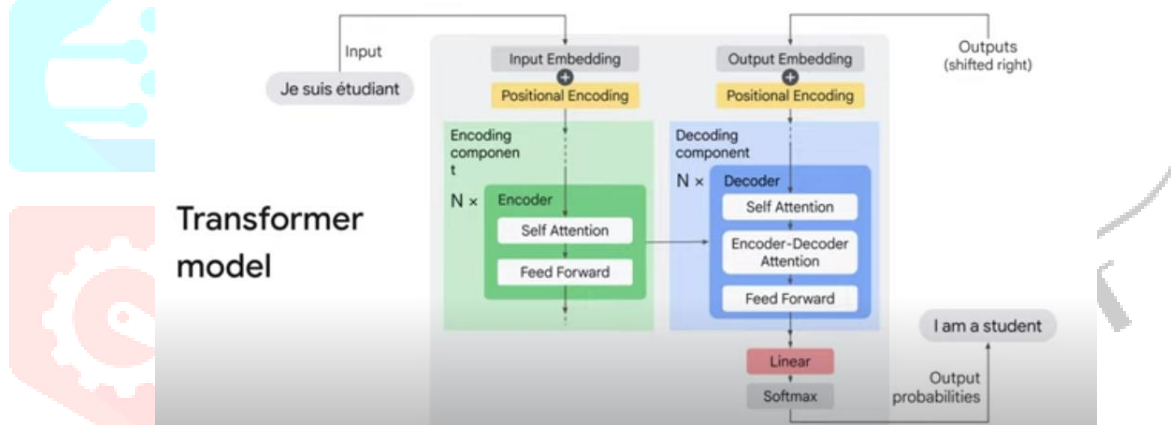 Transformer
model
Input
Je suis étudiant
Input Embedding
+
Positional Encoding
Encoding
componen
t
N ×
Encoder
Self Attention
Feed Forward
Outputs
(shifted right)
Output Embedding
+
Positional Encoding
Decoding
component
N ×
Decoder
Self Attention
Encoder-Decoder
Attention
Feed Forward
Linear
Softmax
Output
probabilities
I am a student